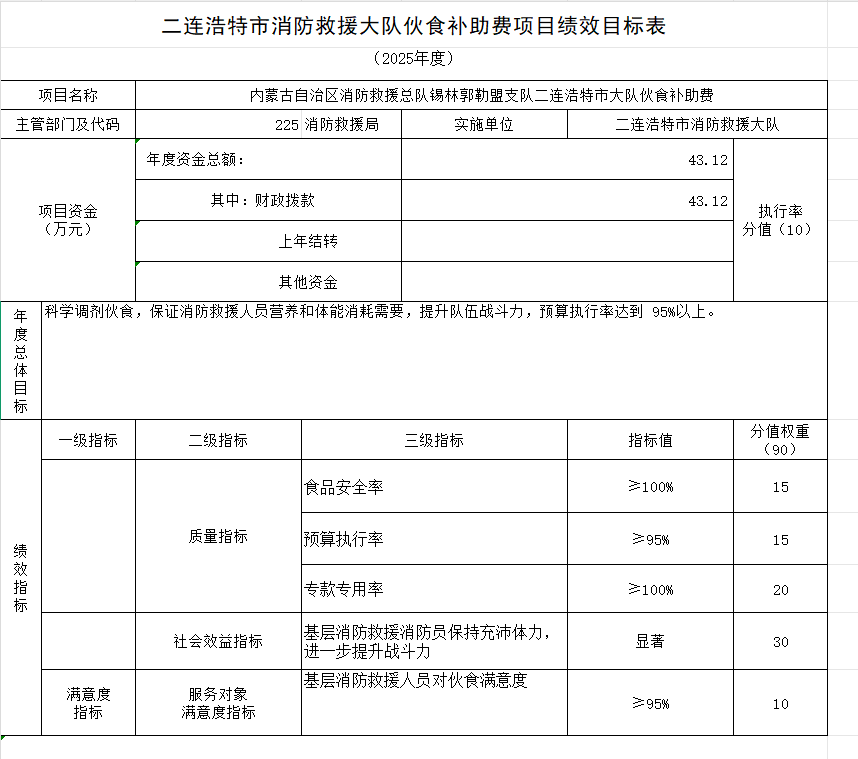 二连浩特市消防救援大队伙食补助费项目绩效目标表
（2025年度）
项目名称
内蒙古自治区消防救援总队锡林郭勒盟支队二连浩特市大队伙食补助费
主管部门及代码
225 消防救援局
实施单位
二连浩特市消防救援大队
项目资金
（万元）
年度资金总额：
43.12
其中：财政拨款
43.12
上年结转
其他资金
执行率
分值（10）
年度总体目标
科学调剂伙食，保证消防救援人员营养和体能消耗需要，提升队伍战斗力，预算执行率达到 95%以上。
绩效指标
一级指标
二级指标
三级指标
指标值
分值权重
（90）
质量指标
食品安全率
≥100%
15
预算执行率
≥95%
15
专款专用率
≥100%
20
社会效益指标
基层消防救援消防员保持充沛体力，
进一步提升战斗力
显著
30
满意度
指标
服务对象
满意度指标
基层消防救援人员对伙食满意度
≥95%
10